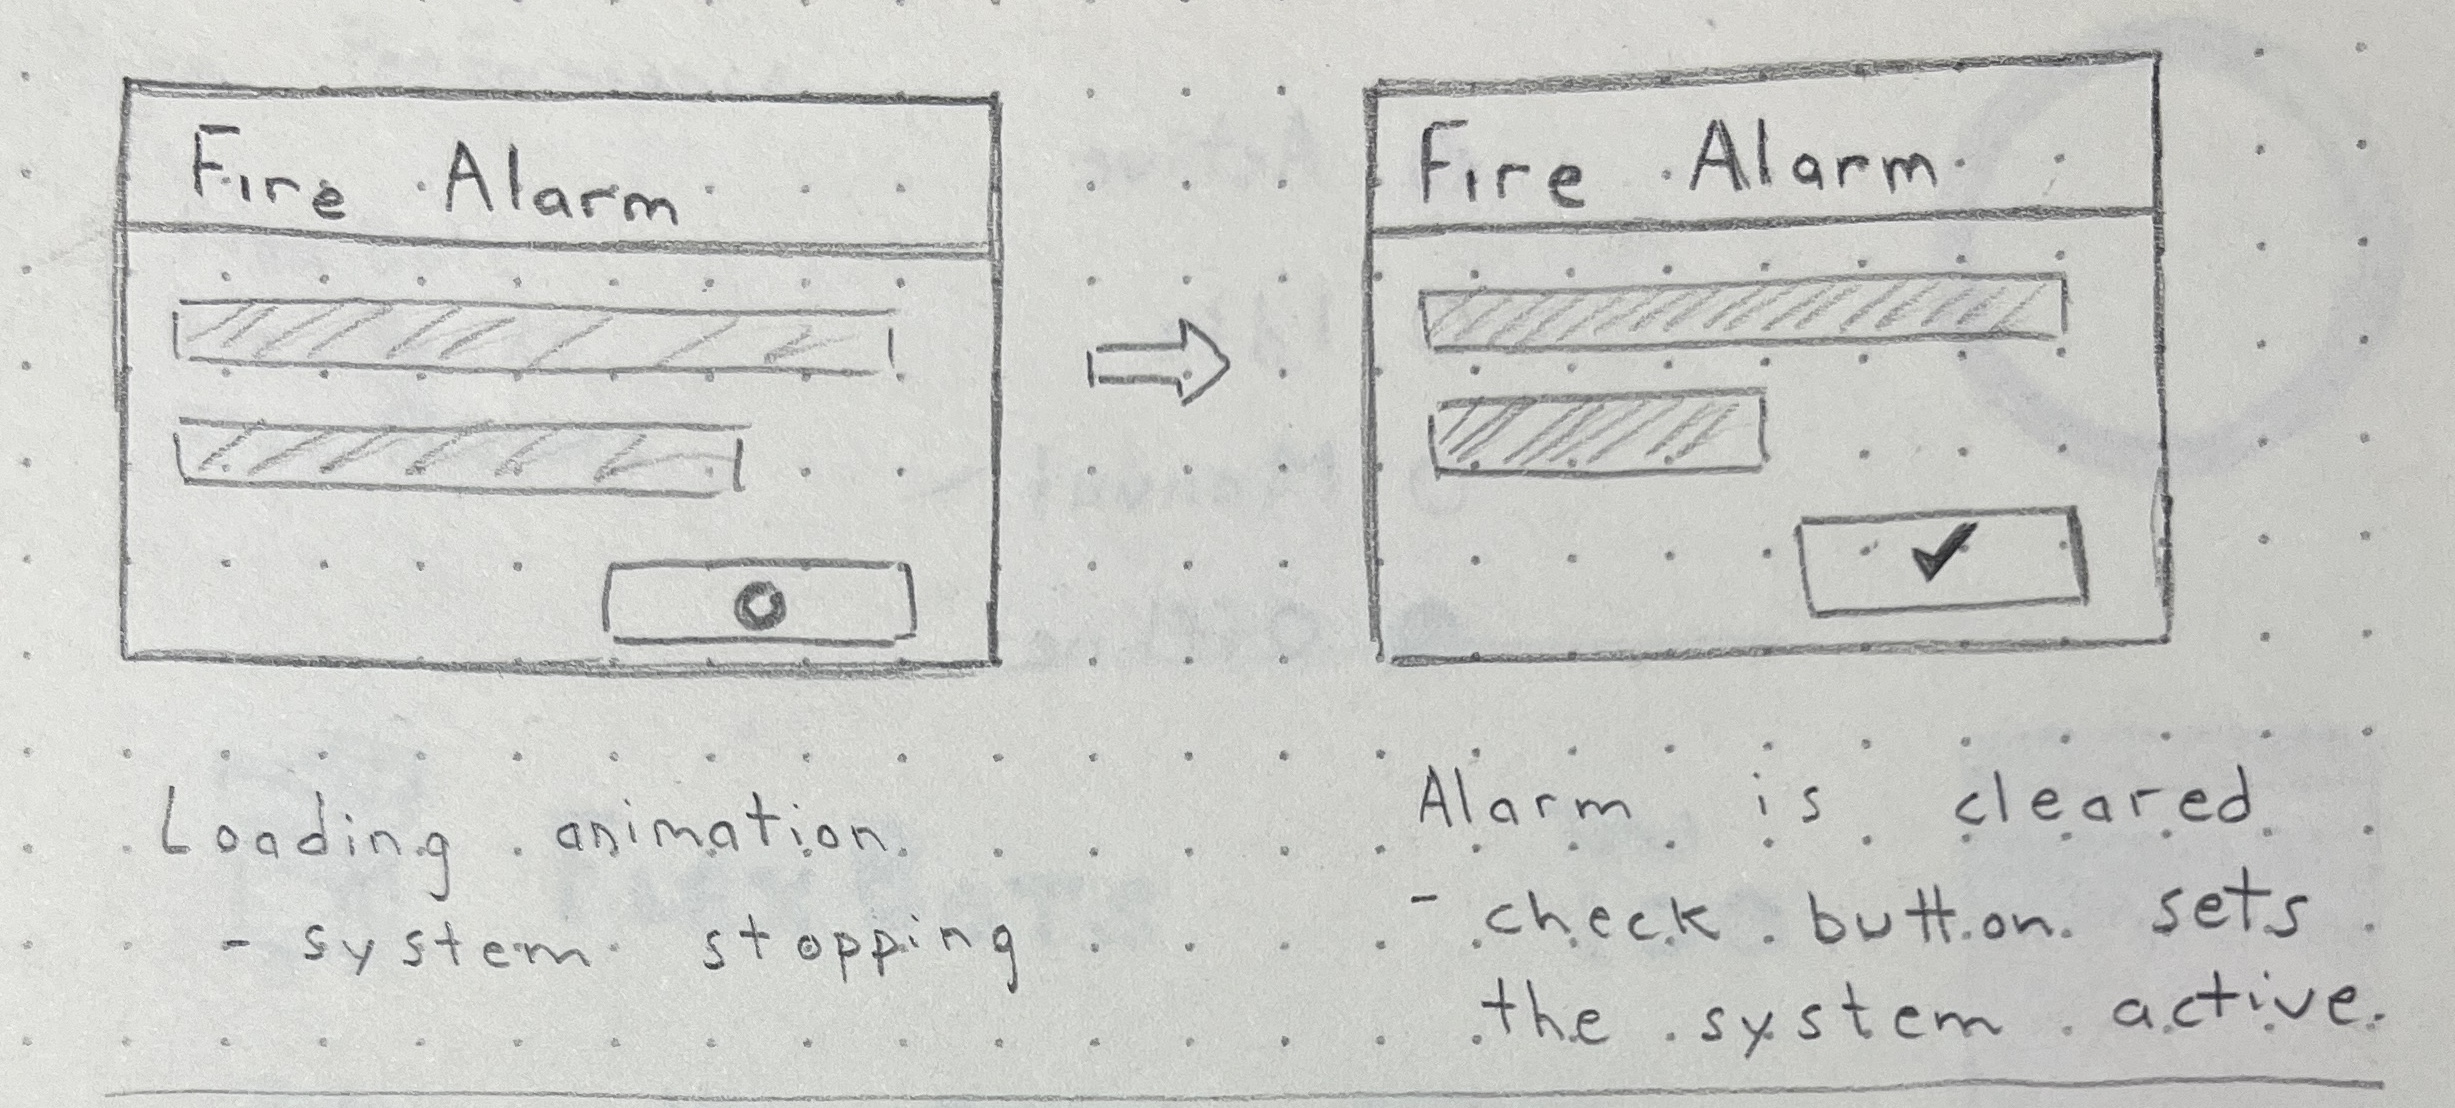 Fire Alarm
Fire Alarm
Loading animation
- system stopping
Alarm is cleared
- check button sets
the system active.